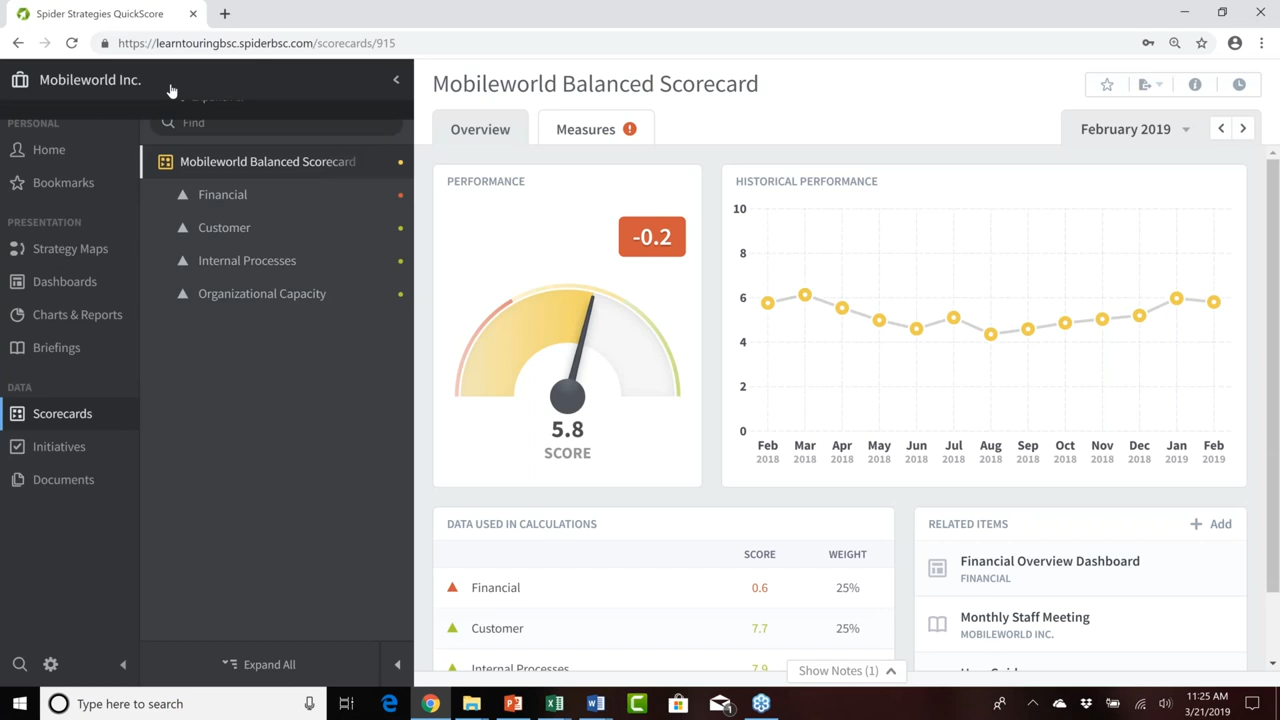 Spider Strategies QuickScore
https://learntouringbsc.spiderbsc.com/scorecards/915
Mobileworld Inc.
PERSONAL
Home
Bookmarks
PRESENTATION
Strategy Maps
Dashboards
Charts & Reports
Briefings
DATA
Scorecards
Initiatives
Documents
Find
Mobileworld Balanced Scorecard
Financial
Customer
Internal Processes
Organizational Capacity
Expand All
Mobileworld Balanced Scorecard
Overview
Measures
February 2019
PERFORMANCE
-0.2
5.8
SCORE
HISTORICAL PERFORMANCE
10
8
6
4
2
0
Feb Mar Apr May Jun Jul Aug Sep Oct Nov Dec Jan Feb
2018 2018 2018 2018 2018 2018 2018 2018 2018 2018 2018 2019 2019
DATA USED IN CALCULATIONS
SCORE WEIGHT
Financial 0.6 25%
Customer 7.7 25%
Internal Processes 7.9
RELATED ITEMS
Add
Financial Overview Dashboard
FINANCIAL
Monthly Staff Meeting
MOBILEWORLD INC.
Show Notes (1)
Type here to search
1
11:25 AM
3/21/2019